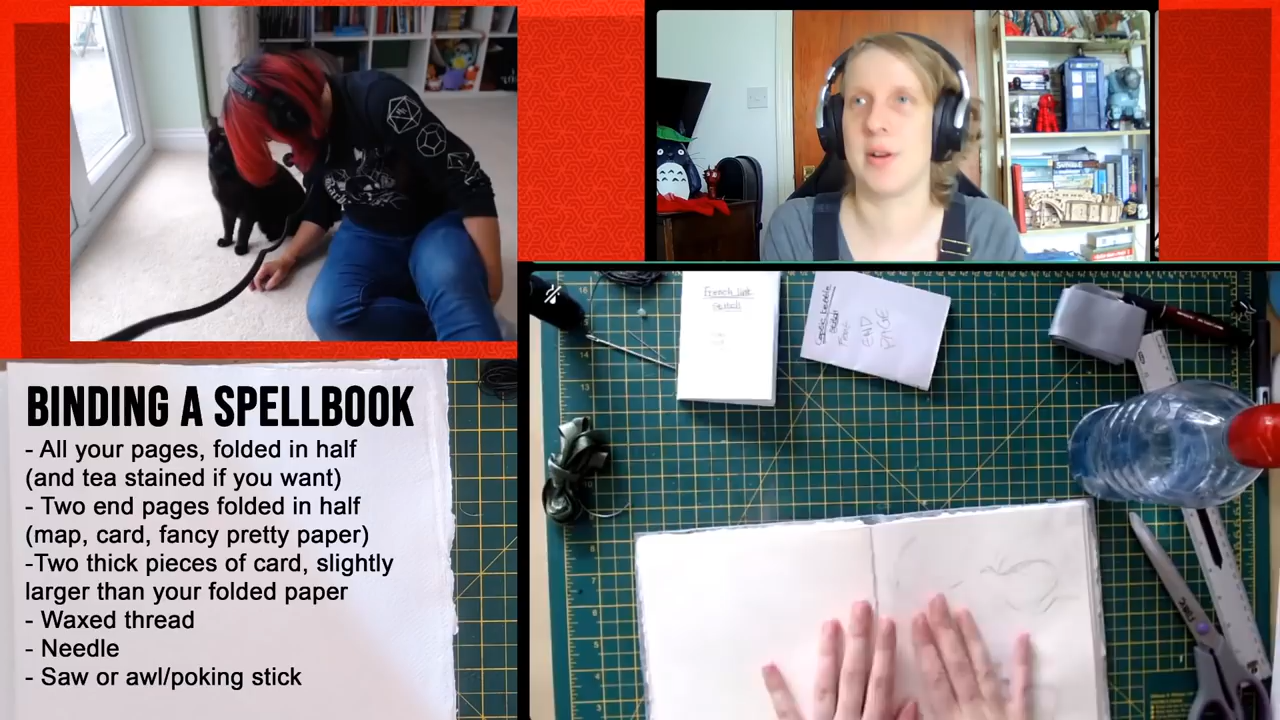 BINDING A SPELLBOOK
- All your pages, folded in half
(and tea stained if you want)
- Two end pages folded in half
(map, card, fancy pretty paper)
-Two thick pieces of card, slightly
larger than your folded paper
- Waxed thread
- Needle
- Saw or awl/poking stick
French link
stitch
END
PAGE